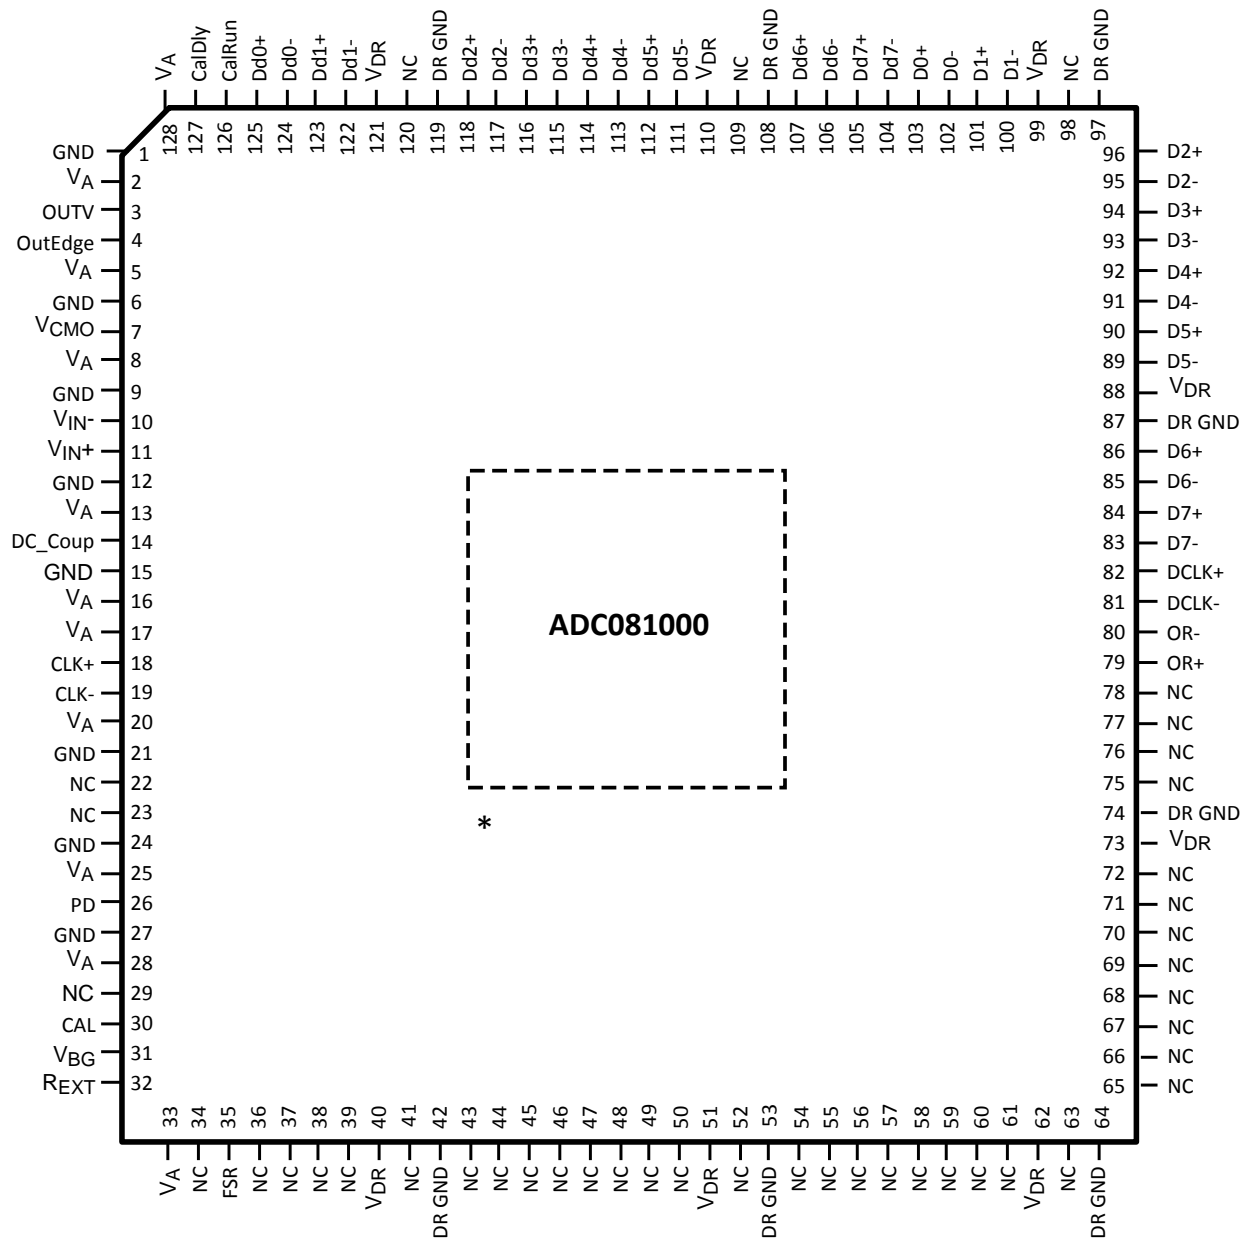 VA
CalDly
CalRun
Dd0+
Dd0-
Dd1+
Dd1-
VDR
NC
DR GND
Dd2+
Dd2-
Dd3+
Dd3-
Dd4+
Dd4-
Dd5+
Dd5-
VDR
NC
DR GND
Dd6+
Dd6-
Dd7+
Dd7-
D0+
D0-
D1+
D1-
VDR
NC
DR GND
128
127
126
125
124
123
122
121
120
119
118
117
116
115
114
113
112
111
110
109
108
107
106
105
104
103
102
101
100
99
98
97
GND 1
VA 2
OUTV 3
OutEdge 4
VA 5
GND 6
VCMO 7
VA 8
GND 9
VIN- 10
VIN+ 11
GND 12
VA 13
DC_Coup 14
GND 15
VA 16
VA 17
CLK+ 18
CLK- 19
VA 20
GND 21
NC 22
NC 23
GND 24
VA 25
PD 26
GND 27
VA 28
NC 29
CAL 30
VBG 31
REXT 32
ADC081000
*
96 D2+
95 D2-
94 D3+
93 D3-
92 D4+
91 D4-
90 D5+
89 D5-
88 VDR
87 DR GND
86 D6+
85 D6-
84 D7+
83 D7-
82 DCLK+
81 DCLK-
80 OR-
79 OR+
78 NC
77 NC
76 NC
75 NC
74 DR GND
73 VDR
72 NC
71 NC
70 NC
69 NC
68 NC
67 NC
66 NC
65 NC
33
34
35
36
37
38
39
40
41
42
43
44
45
46
47
48
49
50
51
52
53
54
55
56
57
58
59
60
61
62
63
64
VA
NC
FSR
NC
NC
NC
NC
VDR
NC
DR GND
NC
NC
NC
NC
NC
NC
NC
NC
VDR
NC
DR GND
NC
NC
NC
NC
NC
NC
NC
NC
VDR
NC
DR GND